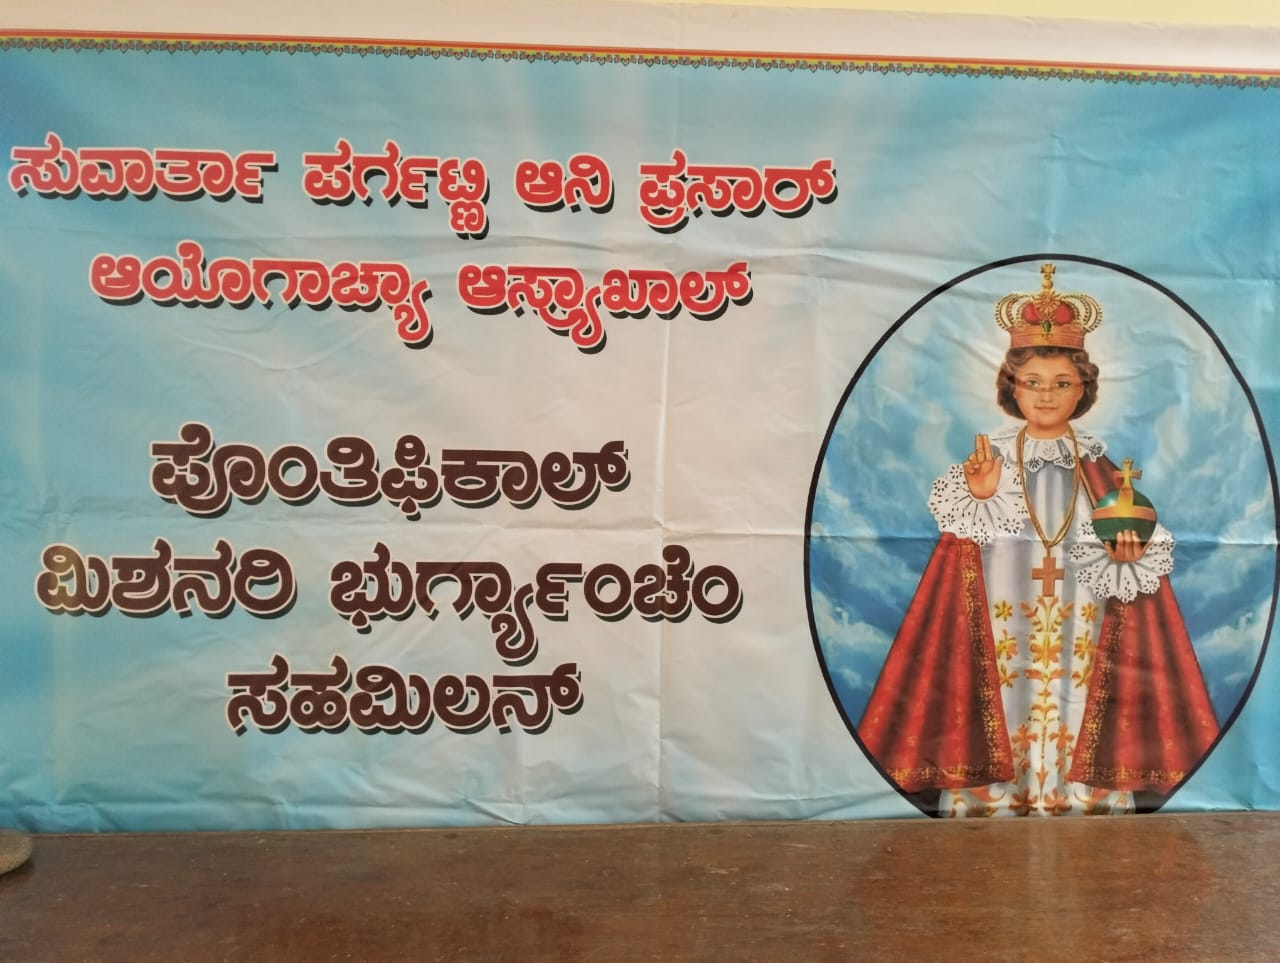 ಸುವಾರ್ತಾ ಪರ್ಗಟ್ಣಿ ಆನಿ ಪ್ರಸಾರ್
ಆಯೋಗಾಚ್ಯಾ ಆಸ್ರ್ಯಾಖಾಲ್
ಪೊಂತಿಫಿಕಾಲ್
ಮಿಶನರಿ ಭುರ್ಗ್ಯಾಂಚೆಂ
ಸಹಮಿಲನ್